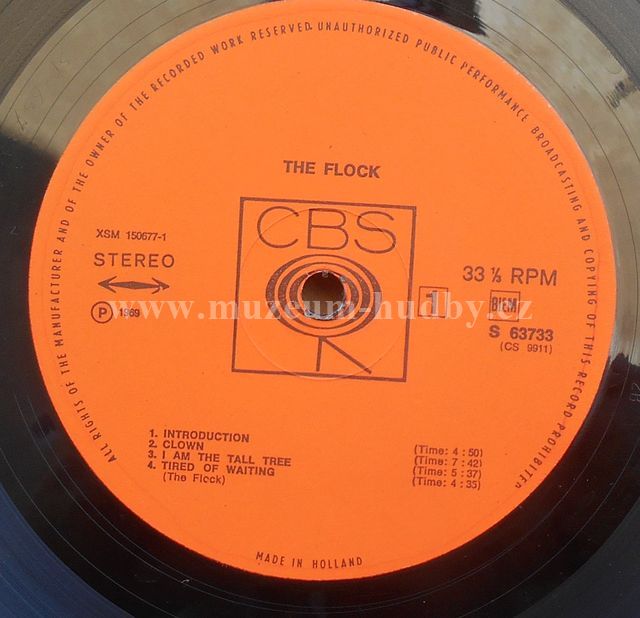 ALL RIGHTS OF THE MANUFACTURER AND OF THE OWNER OF THE RECORDED WORK RESERVED. UNAUTHORIZED PUBLIC PERFORMANCE BROADCASTING AND COPYING OF THIS RECORD PROHIBITED
THE FLOCK
CBS
XSM 150677-1
STEREO
33 ⅓ RPM
1
BIEM
www.muzeum-hudby.cz
Ⓟ 1969
S 63733
(CS 9911)
1. INTRODUCTION (Time: 4:50)
2. CLOWN (Time: 7:42)
3. I AM THE TALL TREE (Time: 5:37)
4. TIRED OF WAITING (Time: 4:35)
(The Flock)
MADE IN HOLLAND